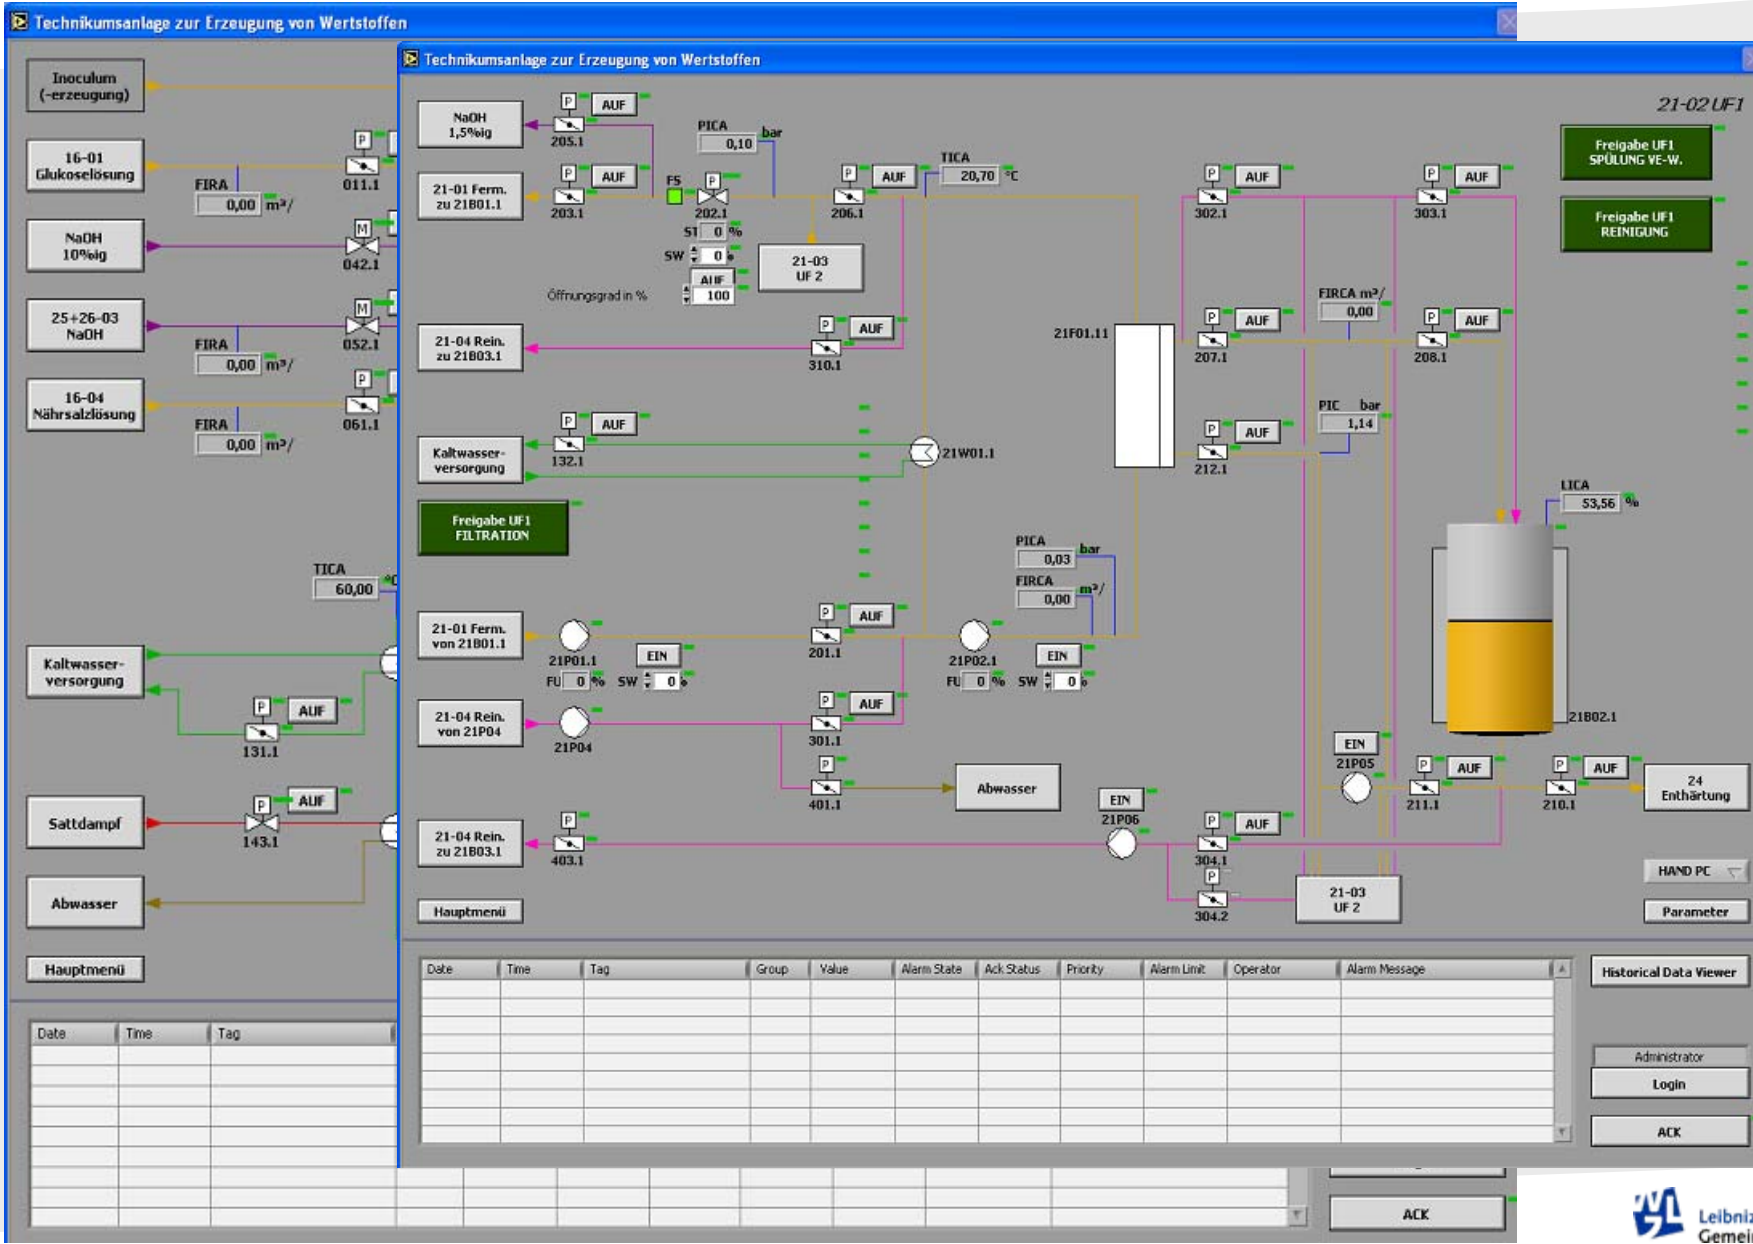 Technikumsanlage zur Erzeugung von Wertstoffen
Inoculum
(-erzeugung)
16-01
Glukoselösung
FIRA
0,00 m³/
P
011.1
NaOH
10%ig
M
042.1
25+26-03
NaOH
FIRA
0,00 m³/
M
052.1
16-04
Nährsalzlösung
FIRA
0,00 m³/
P
061.1
TICA
60,00 °C
Kaltwasser-
versorgung
P
AUF
131.1
Sattdampf
P
AUF
143.1
Abwasser
Hauptmenü
Date Time Tag
ACK
Technikumsanlage zur Erzeugung von Wertstoffen
21-02 UF1
NaOH
1,5%ig
P
AUF
205.1
21-01 Ferm.
zu 21B01.1
P
AUF
203.1
FS
P
202.1
ST 0 %
SW 0
AUF
Öffnungsgrad in % 100
PICA
0,10 bar
21-03
UF 2
P
AUF
206.1
TICA
20,70 °C
P
AUF
302.1
P
AUF
303.1
Freigabe UF1
SPÜLUNG VE-W.
Freigabe UF1
REINIGUNG
21-04 Rein.
zu 21B03.1
P
AUF
310.1
21F01.11
P
AUF
207.1
FIRCA m³/
0,00
P
AUF
208.1
Kaltwasser-
versorgung
P
AUF
132.1
21W01.1
P
AUF
212.1
PIC bar
1,14
LICA
53,56 %
Freigabe UF1
FILTRATION
PICA
0,03 bar
FIRCA
0,00 m³/
21-01 Ferm.
von 21B01.1
21P01.1
FU 0 %
EIN
SW 0
P
AUF
201.1
21P02.1
FU 0 %
EIN
SW 0
21-04 Rein.
von 21P04
21P04
P
AUF
301.1
P
401.1
Abwasser
21B02.1
EIN
21P05
P
AUF
211.1
P
AUF
210.1
24
Enthärtung
21-04 Rein.
zu 21B03.1
P
403.1
EIN
21P06
P
AUF
304.1
P
304.2
21-03
UF 2
HAND PC
Parameter
Hauptmenü
Date Time Tag Group Value Alarm State Ack Status Priority Alarm Limit Operator Alarm Message
Historical Data Viewer
Administrator
Login
ACK